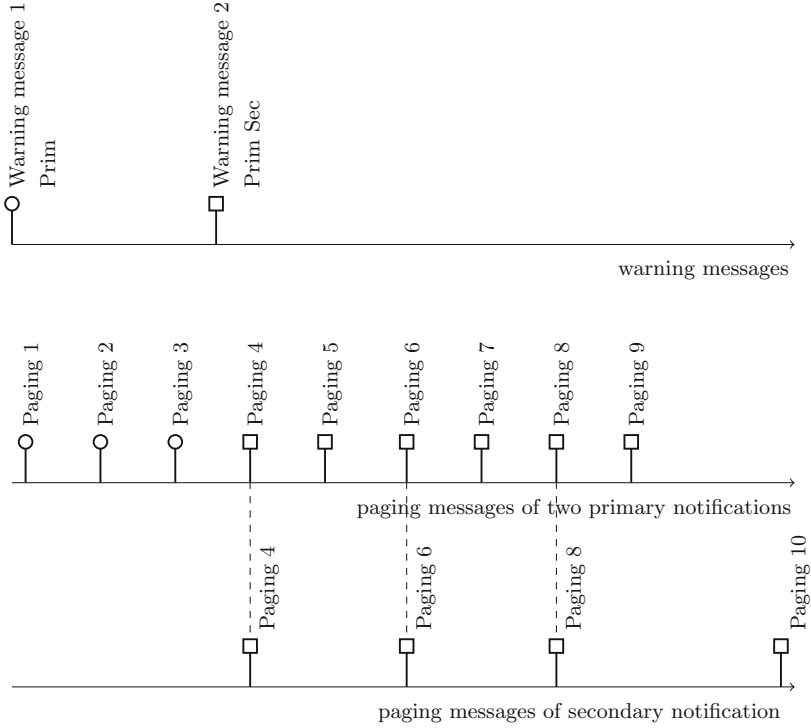 Warning message 1
Prim
Warning message 2
Prim Sec
warning messages
Paging 1
Paging 2
Paging 3
Paging 4
Paging 5
Paging 6
Paging 7
Paging 8
Paging 9
paging messages of two primary notifications
Paging 4
Paging 6
Paging 8
Paging 10
paging messages of secondary notification